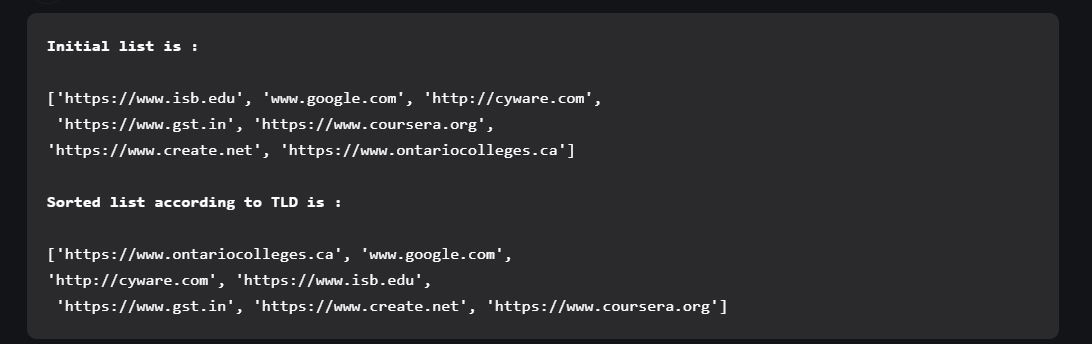 Initial list is :
['https://www.isb.edu', 'www.google.com', 'http://cyware.com',
'https://www.gst.in', 'https://www.coursera.org',
'https://www.create.net', 'https://www.ontariocolleges.ca']
Sorted list according to TLD is :
['https://www.ontariocolleges.ca', 'www.google.com',
'http://cyware.com', 'https://www.isb.edu',
'https://www.gst.in', 'https://www.create.net', 'https://www.coursera.org']